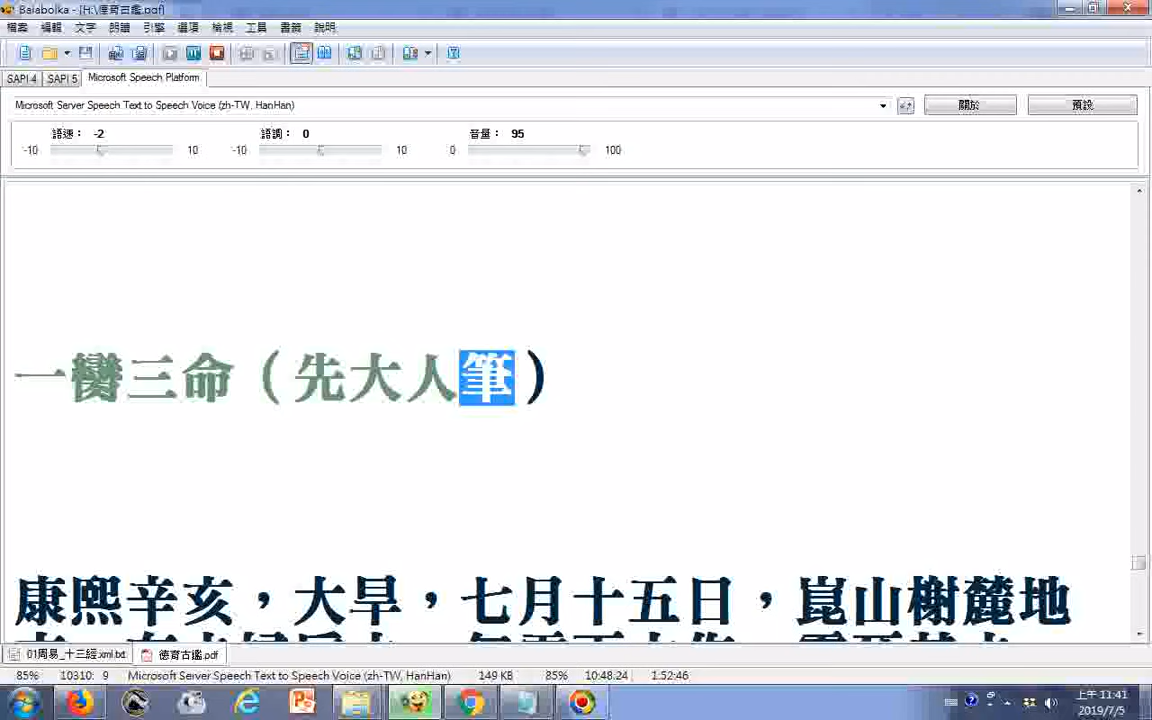 Balabolka - [H:\德育古鑑.pdf]
檔案 編輯 文字 朗讀 引擎 選項 檢視 工具 書籤 說明
SAPI 4 SAPI 5 Microsoft Speech Platform
Microsoft Server Speech Text to Speech Voice (zh-TW, HanHan) 關於 預設
語速： -2 語調： 0 音量： 95
-10 10 -10 10 0 100
一臠三命（先大人筆）
康熙辛亥，大旱，七月十五日，崑山榭麓地
01周易_十三經.xml.txt 德育古鑑.pdf
85% 10310: 9 Microsoft Server Speech Text to Speech Voice (zh-TW, HanHan) 149 KB 85% 10:48.24 1:52:46
上午 11:41
2019/7/5